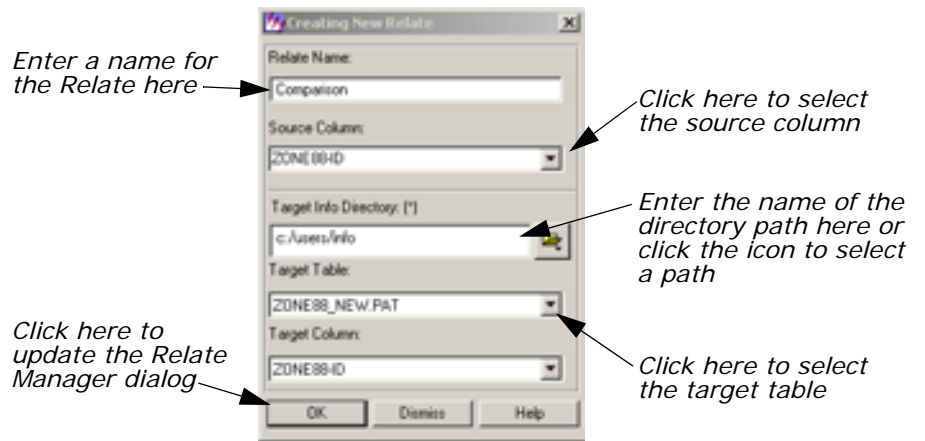 Creating New Relate
Enter a name for
the Relate here
Relate Name:
Comparison
Click here to select
the source column
Source Column:
ZONE88-ID
Target Info Directory: (*)
c:/users/info
Enter the name of the
directory path here or
click the icon to select
a path
Target Table:
ZONE88_NEW.PAT
Click here to select
the target table
Target Column:
ZONE88-ID
Click here to
update the Relate
Manager dialog
OK Dismiss Help